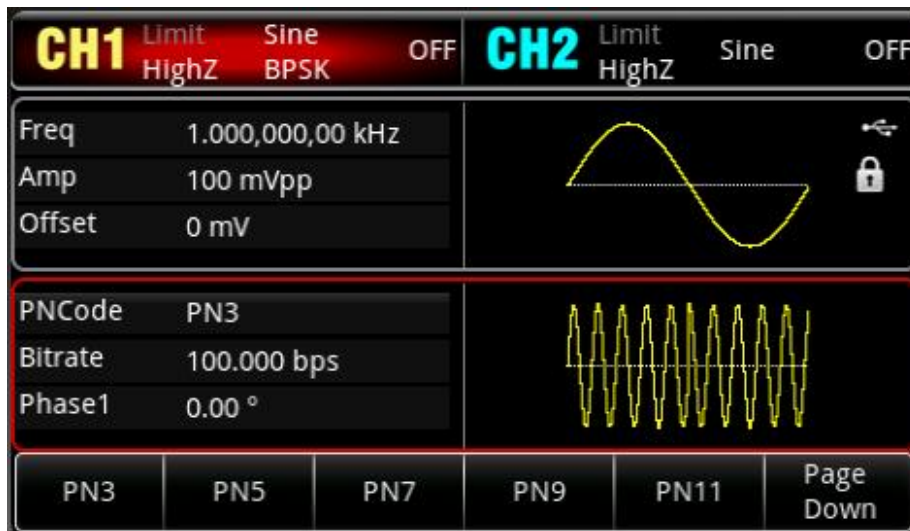 CH1 Limit Sine OFF CH2 Limit Sine OFF
HighZ BPSK HighZ
Freq 1.000,000,00 kHz
Amp 100 mVpp
Offset 0 mV
PNCode PN3
Bitrate 100.000 bps
Phase1 0.00 °
PN3 PN5 PN7 PN9 PN11 Page Down